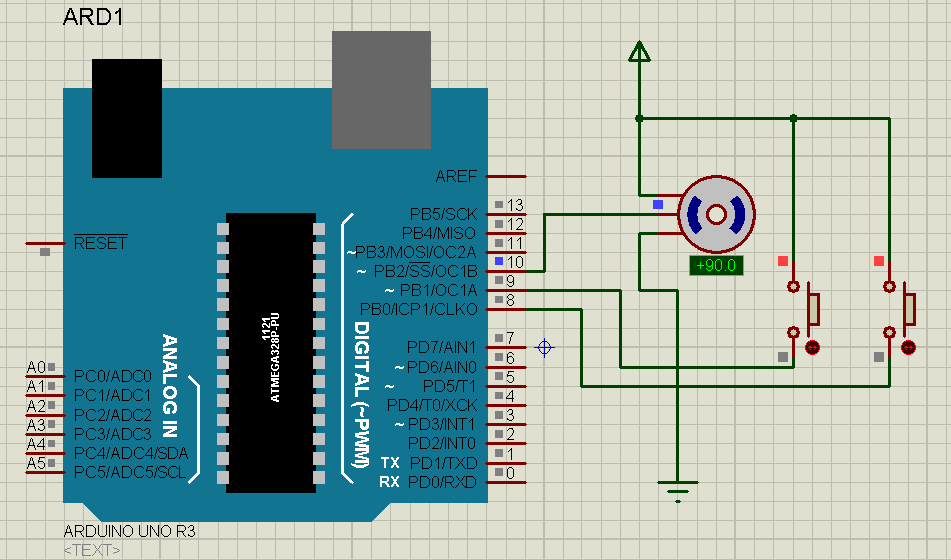 ARD1
AREF
13
PB5/SCK
12
PB4/MISO
11
~PB3/MOSI/OC2A
10
~ PB2/SS/OC1B
9
~ PB1/OC1A
8
PB0/ICP1/CLKO
7
PD7/AIN1
6
~ PD6/AIN0
5
~ PD5/T1
4
PD4/T0/XCK
3
~ PD3/INT1
2
PD2/INT0
1
TX PD1/TXD
0
RX PD0/RXD
RESET
1121
ATMEGA328P-PU
DIGITAL (~PWM)
ANALOG IN
A0
PC0/ADC0
A1
PC1/ADC1
A2
PC2/ADC2
A3
PC3/ADC3
A4
PC4/ADC4/SDA
A5
PC5/ADC5/SCL
+90.0
ARDUINO UNO R3
<TEXT>